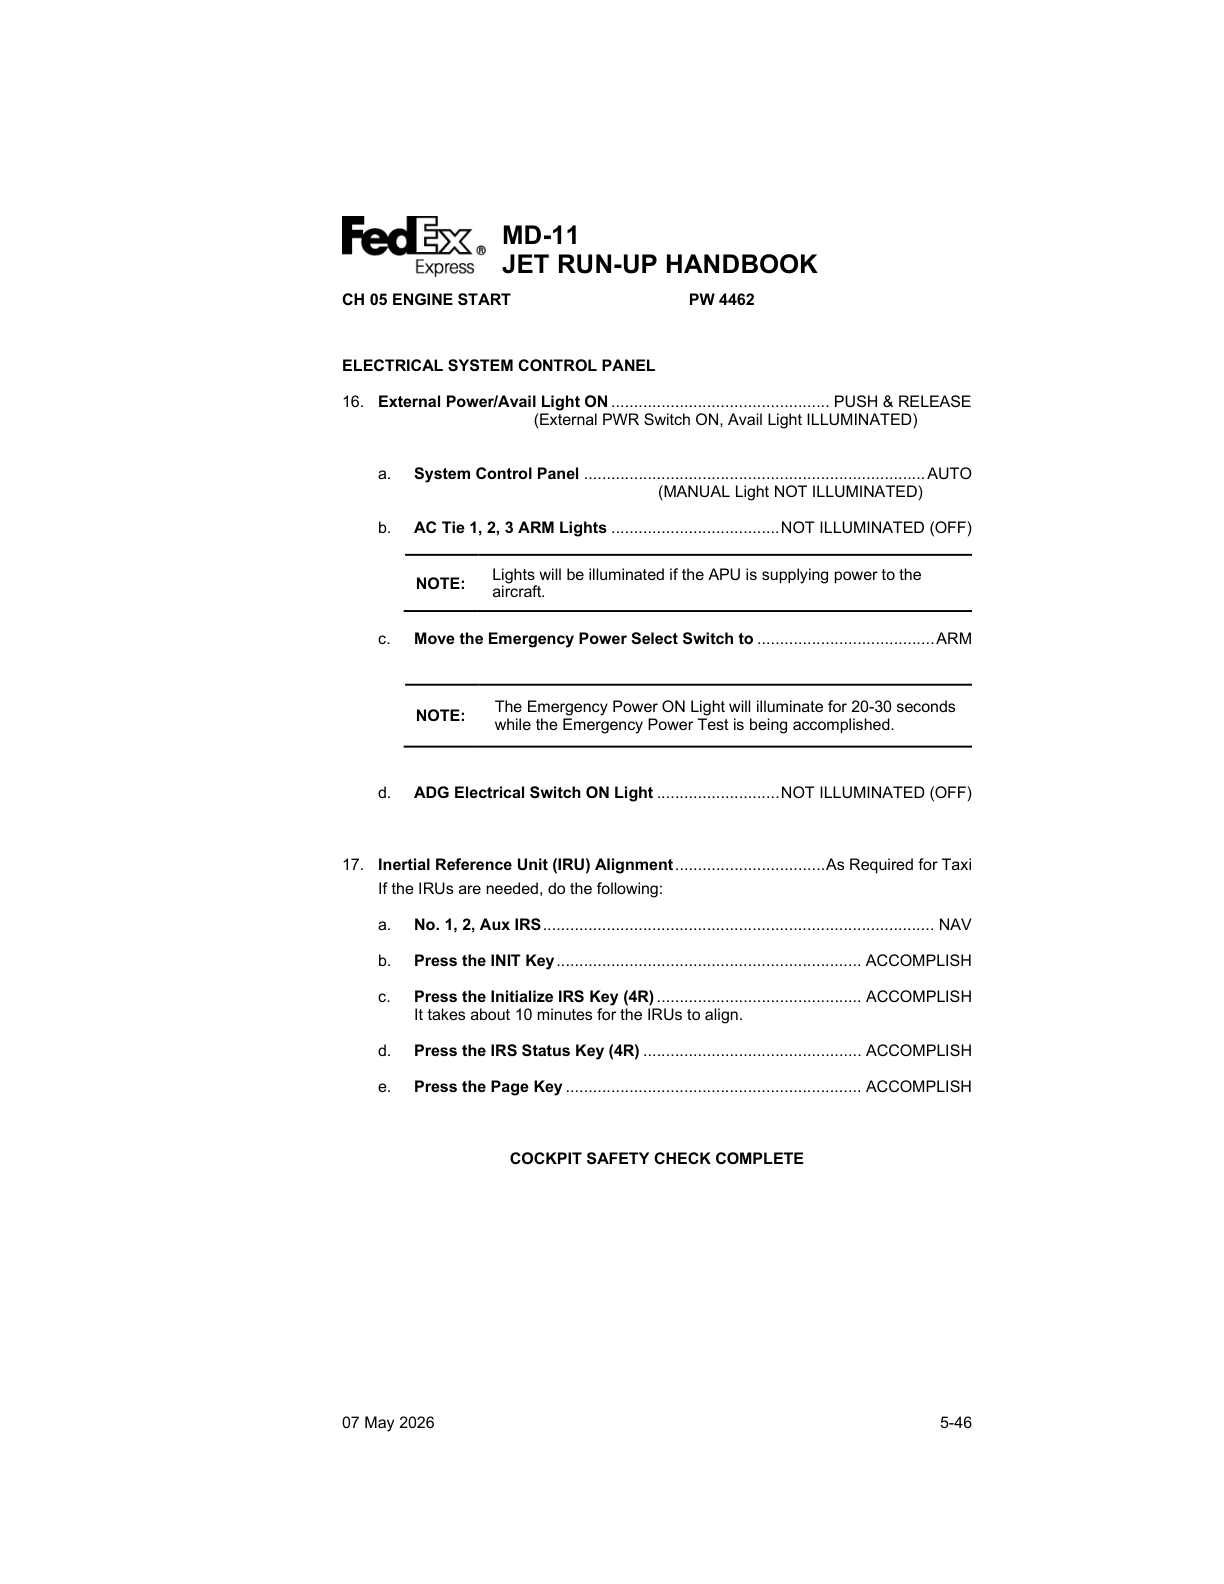 FedEx® MD-11
Express JET RUN-UP HANDBOOK
CH 05 ENGINE START PW 4462
ELECTRICAL SYSTEM CONTROL PANEL
16. External Power/Avail Light ON ................................................ PUSH & RELEASE
(External PWR Switch ON, Avail Light ILLUMINATED)
a. System Control Panel ........................................................................... AUTO
(MANUAL Light NOT ILLUMINATED)
b. AC Tie 1, 2, 3 ARM Lights ..................................... NOT ILLUMINATED (OFF)
NOTE: Lights will be illuminated if the APU is supplying power to the
aircraft.
c. Move the Emergency Power Select Switch to ....................................... ARM
NOTE: The Emergency Power ON Light will illuminate for 20-30 seconds
while the Emergency Power Test is being accomplished.
d. ADG Electrical Switch ON Light ........................... NOT ILLUMINATED (OFF)
17. Inertial Reference Unit (IRU) Alignment ................................. As Required for Taxi
If the IRUs are needed, do the following:
a. No. 1, 2, Aux IRS ...................................................................................... NAV
b. Press the INIT Key ................................................................... ACCOMPLISH
c. Press the Initialize IRS Key (4R) ............................................. ACCOMPLISH
It takes about 10 minutes for the IRUs to align.
d. Press the IRS Status Key (4R) ................................................ ACCOMPLISH
e. Press the Page Key ................................................................. ACCOMPLISH
COCKPIT SAFETY CHECK COMPLETE
07 May 2026 5-46